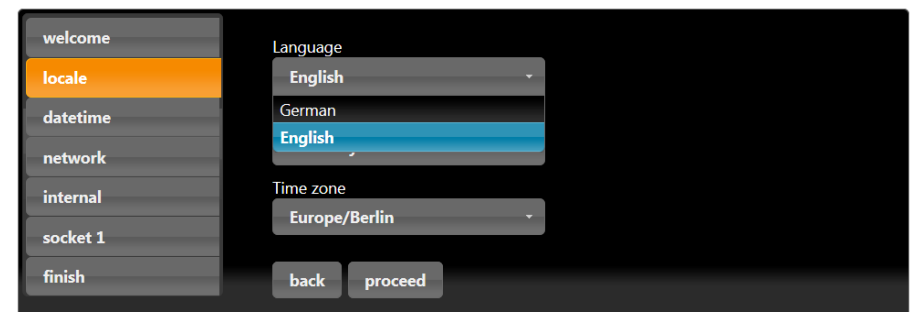 welcome
locale
datetime
network
internal
socket 1
finish
Language
English
German
English
Time zone
Europe/Berlin
back
proceed